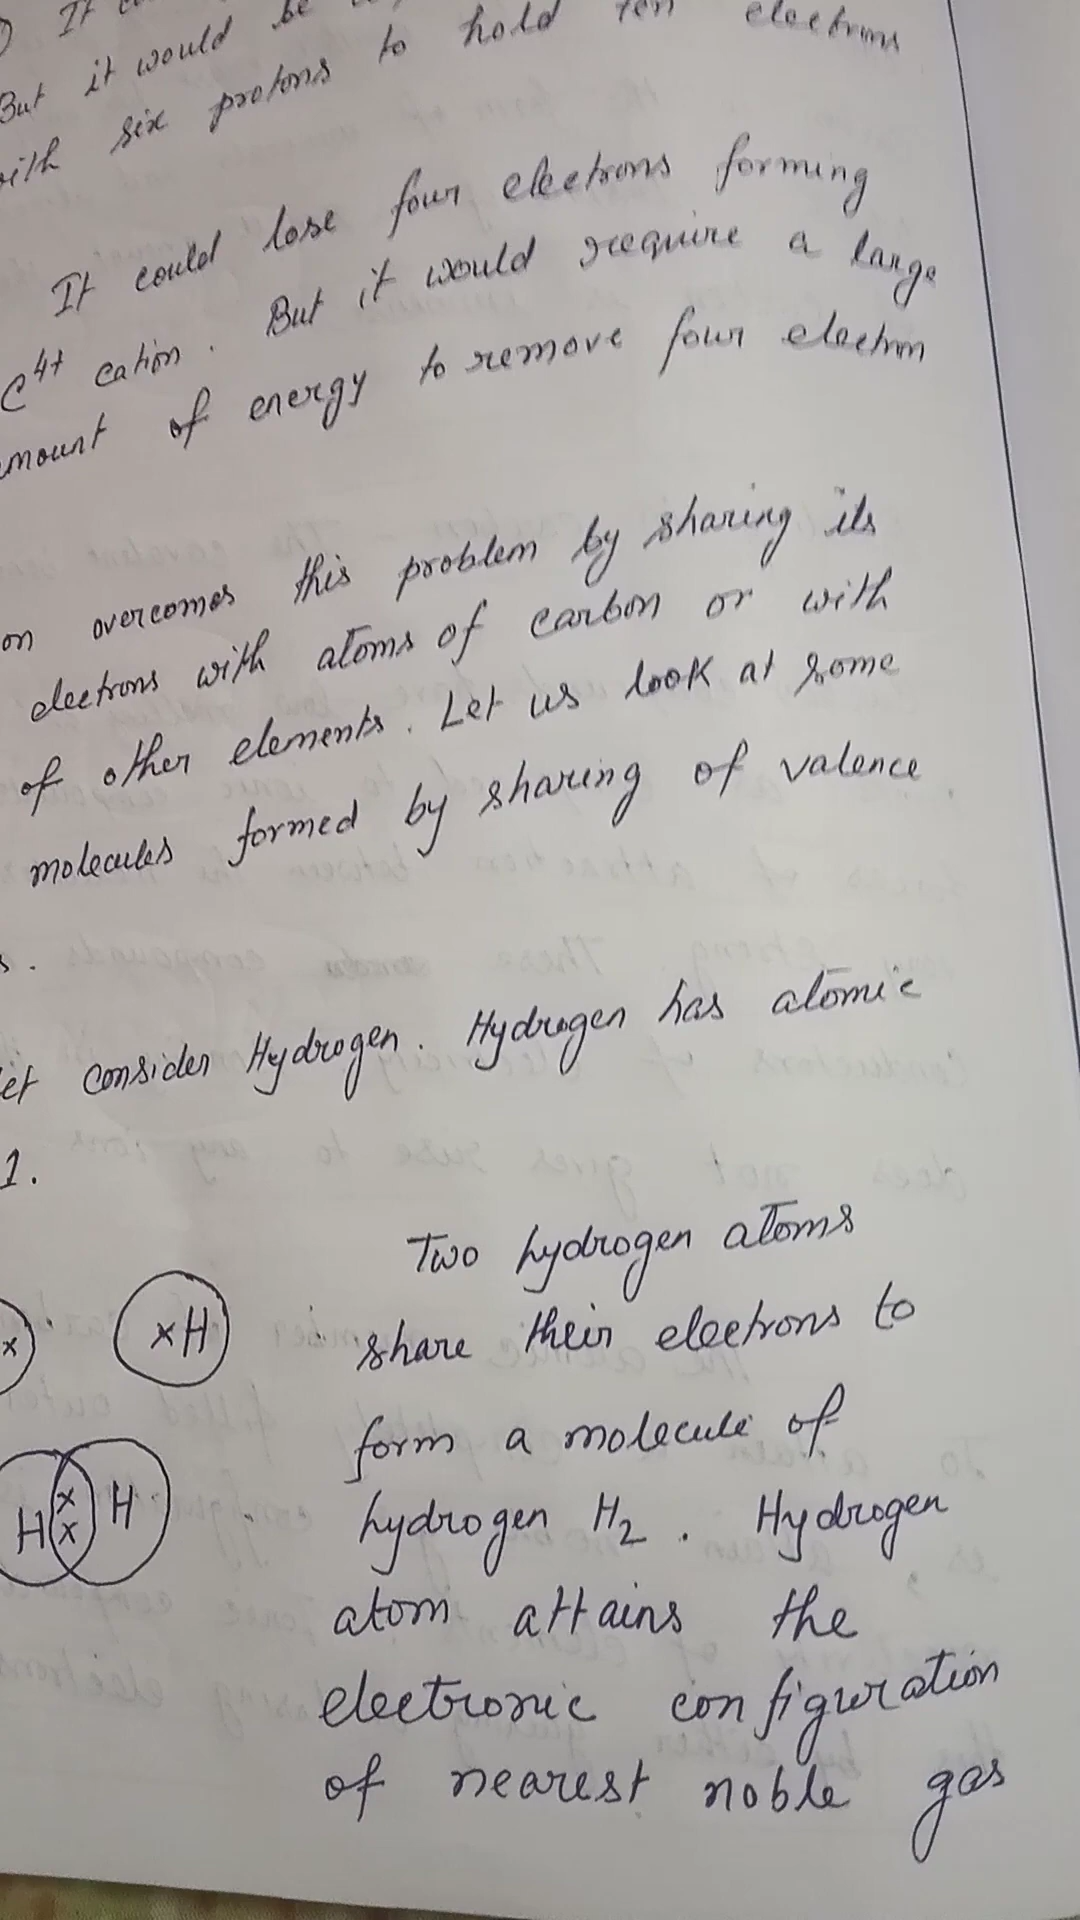 It
But it would be
with six protons to hold ten electrons
It could lose four electrons forming
C4+ cation. But it would require a large
mount of energy to remove four electron
on overcomes this problem by sharing its
electrons with atoms of carbon or with
of other elements. Let us look at some
molecules formed by sharing of valence
s.
et consider Hydrogen. Hydrogen has atomic
1.
Two hydrogen atoms
x xH share their electrons to
form a molecule of
H x x H hydrogen H2. Hydrogen
atom attains the
electronic configuration
of nearest noble gas